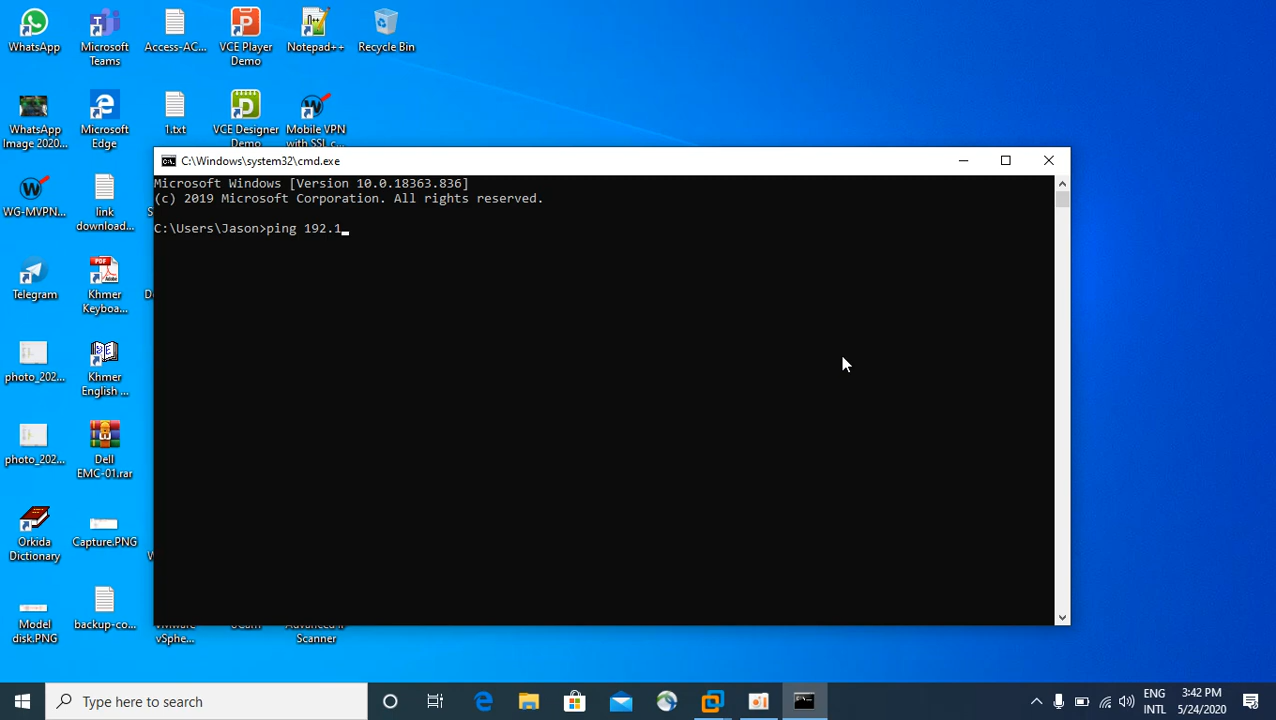 WhatsApp
Microsoft
Teams
Access-AC...
VCE Player
Demo
Notepad++
Recycle Bin
WhatsApp
Image 2020...
Microsoft
Edge
1.txt
VCE Designer
Demo
Mobile VPN
with SSL c...
C:\Windows\system32\cmd.exe
Microsoft Windows [Version 10.0.18363.836]
(c) 2019 Microsoft Corporation. All rights reserved.
C:\Users\Jason>ping 192.1
WG-MVPN...
link
download...
Telegram
Khmer
Keyboa...
photo_202...
Khmer
English ...
photo_202...
Dell
EMC-01.rar
Orkida
Dictionary
Capture.PNG
Model
disk.PNG
backup-co...
vSphe...
Scanner
Type here to search
ENG
INTL
3:42 PM
5/24/2020